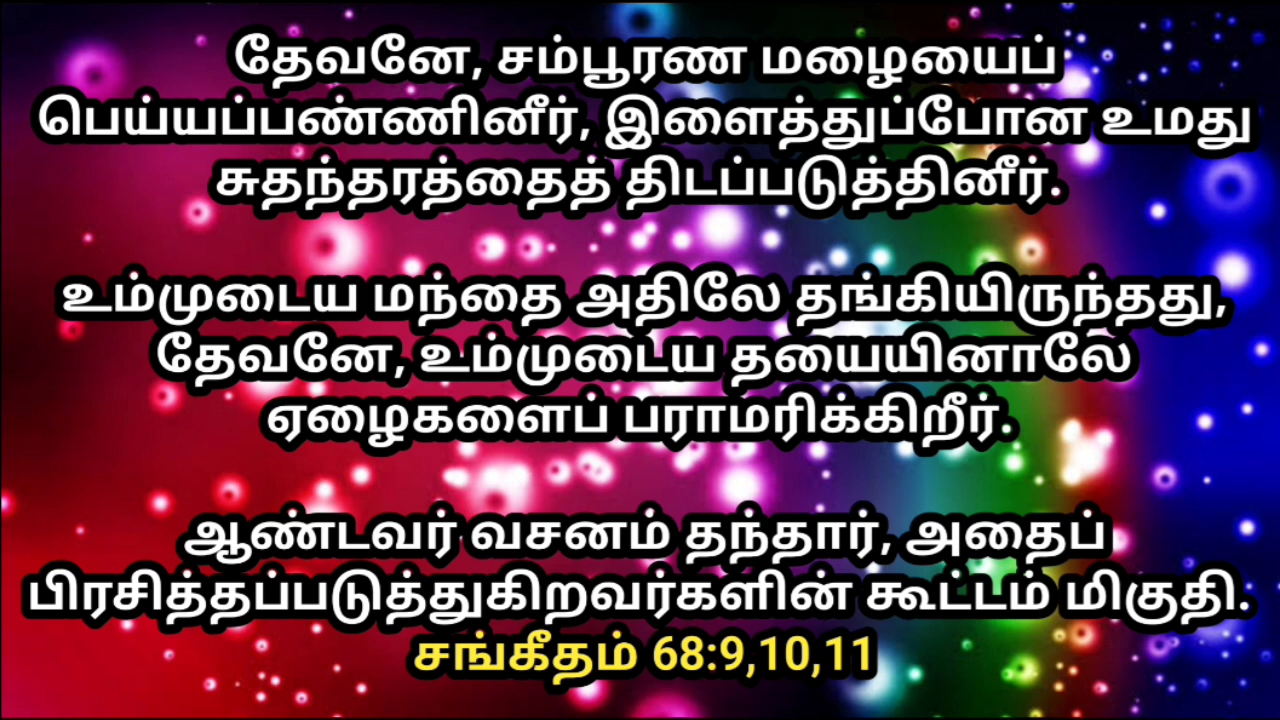 தேவனே, சம்பூரண மழையைப்
பெய்யப்பண்ணினீர், இளைத்துப்போன உமது
சுதந்தரத்தைத் திடப்படுத்தினீர்.
உம்முடைய மந்தை அதிலே தங்கியிருந்தது,
தேவனே, உம்முடைய தயையினாலே
ஏழைகளைப் பராமரிக்கிறீர்.
ஆண்டவர் வசனம் தந்தார், அதைப்
பிரசித்தப்படுத்துகிறவர்களின் கூட்டம் மிகுதி.
சங்கீதம் 68:9,10,11